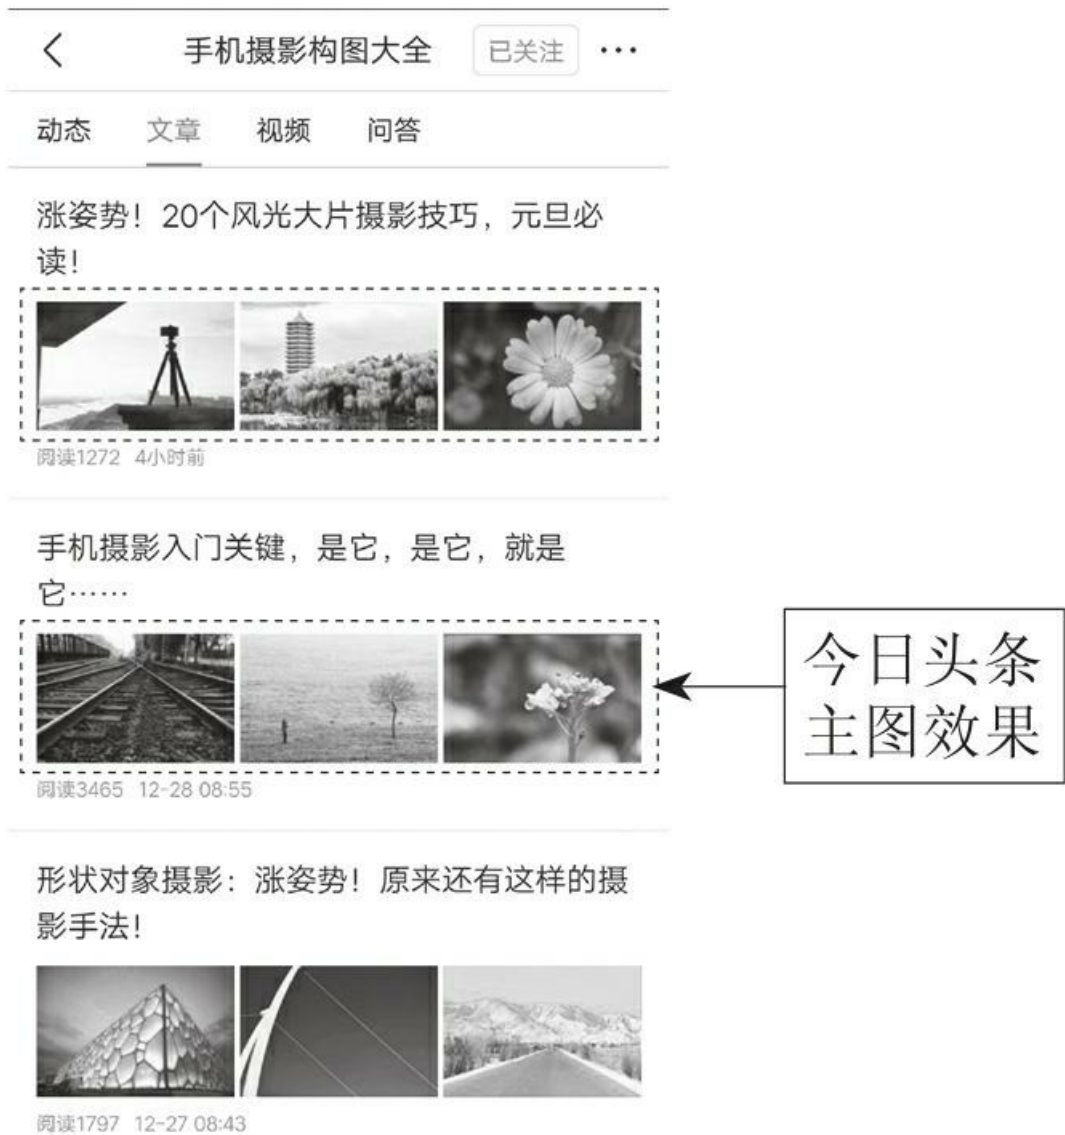 手机摄影构图大全 已关注
动态 文章 视频 问答
涨姿势！20个风光大片摄影技巧，元旦必
读！
阅读1272 4小时前
手机摄影入门关键，是它，是它，就是
它……
阅读3465 12-28 08:55
今日头条
主图效果
形状对象摄影：涨姿势！原来还有这样的摄
影手法！
阅读1797 12-27 08:43